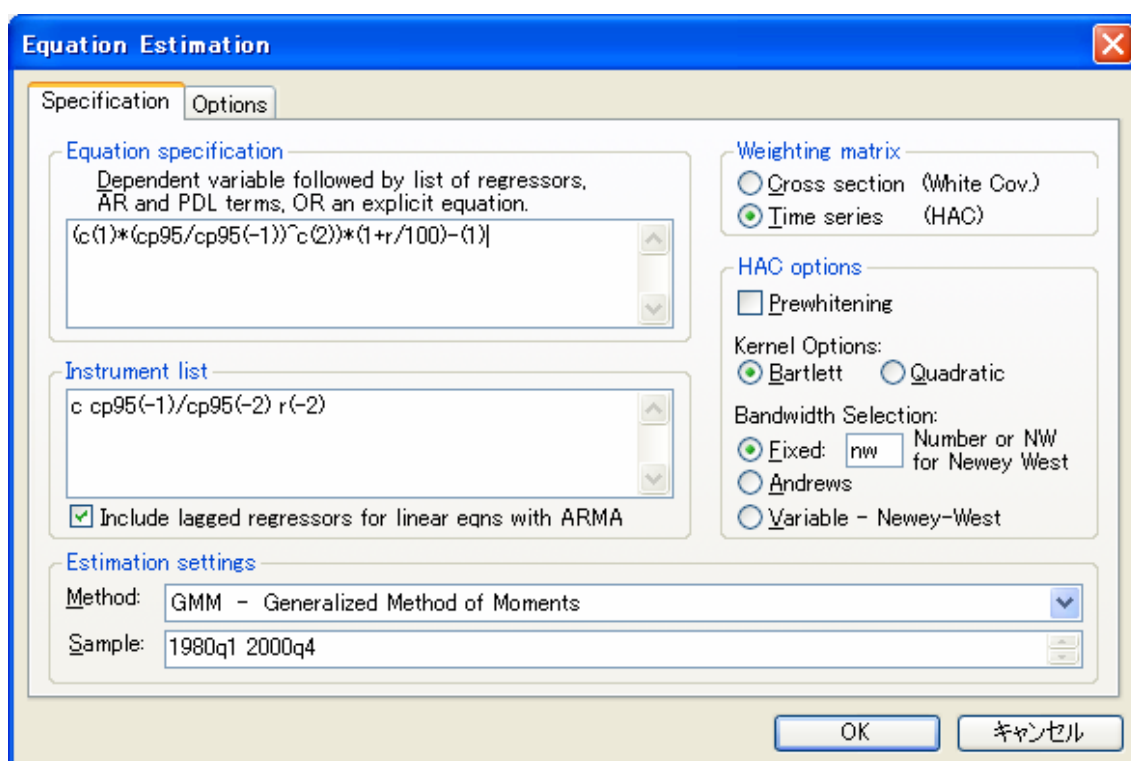 Equation Estimation
Specification
Options
Equation specification
Dependent variable followed by list of regressors,
AR and PDL terms, OR an explicit equation.
(c(1)*(cp95/cp95(-1))^c(2))*(1+r/100)-(1)
Instrument list
c cp95(-1)/cp95(-2) r(-2)
Include lagged regressors for linear eqns with ARMA
Weighting matrix
Cross section (White Cov.)
Time series (HAC)
HAC options
Prewhitening
Kernel Options:
Bartlett Quadratic
Bandwidth Selection:
Fixed: nw Number or NW
for Newey West
Andrews
Variable - Newey-West
Estimation settings
Method: GMM - Generalized Method of Moments
Sample: 1980q1 2000q4
OK キャンセル